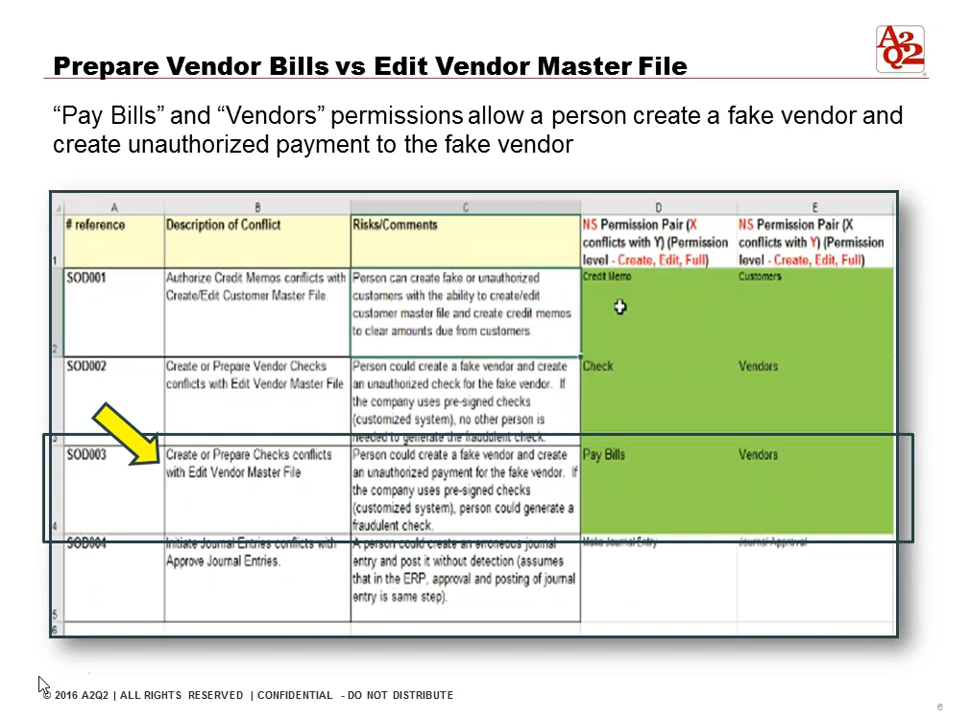 Prepare Vendor Bills vs Edit Vendor Master File
A2Q2
“Pay Bills” and “Vendors” permissions allow a person create a fake vendor and
create unauthorized payment to the fake vendor
A
B
C
D
E
1
# reference
Description of Conflict
Risks/Comments
NS Permission Pair (X
conflicts with Y) (Permission
level - Create, Edit, Full)
NS Permission Pair (X
conflicts with Y) (Permission
level - Create, Edit, Full)
2
SOD001
Authorize Credit Memos conflicts with
Create/Edit Customer Master File.
Person can create fake or unauthorized
customers with the ability to create/edit
customer master file and create credit memos
to clear amounts due from customers
Credit Memo
Customers
3
SOD002
Create or Prepare Vendor Checks
conflicts with Edit Vendor Master File
Person could create a fake vendor and create
an unauthorized check for the fake vendor. If
the company uses pre-signed checks
(customized system), no other person is
needed to generate the fraudulent check.
Check
Vendors
4
SOD003
Create or Prepare Checks conflicts
with Edit Vendor Master File
Person could create a fake vendor and create
an unauthorized payment for the fake vendor. If
the company uses pre-signed checks
(customized system), person could generate a
fraudulent check.
Pay Bills
Vendors
5
SOD004
Initiate Journal Entries conflicts with
Approve Journal Entries.
A person could create an erroneous journal
entry and post it without detection (assumes
that in the ERP, approval and posting of journal
entry is same step).
Make Journal Entry
Journal Approval
6
© 2016 A2Q2 | ALL RIGHTS RESERVED | CONFIDENTIAL - DO NOT DISTRIBUTE
6